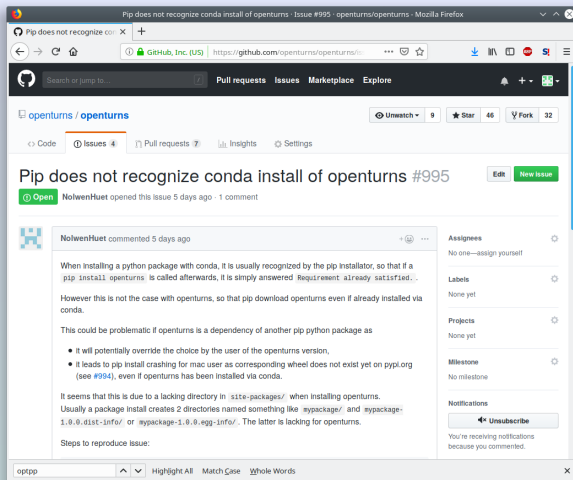 Pip does not recognize conda install of openturns · Issue #995 · openturns/openturns - Mozilla Firefox
Pip does not recognize con
GitHub, Inc. (US) https://github.com/openturns/openturns/is
Search or jump to... / Pull requests Issues Marketplace Explore
openturns / openturns Unwatch 9 Star 46 Fork 32
Code Issues 4 Pull requests 7 Insights Settings
Pip does not recognize conda install of openturns #995 Edit New issue
Open NolwenHuet opened this issue 5 days ago · 1 comment
NolwenHuet commented 5 days ago
When installing a python package with conda, it is usually recognized by the pip installator, so that if a
pip install openturns is called afterwards, it is simply answered Requirement already satisfied. .
However this is not the case with openturns, so that pip download openturns even if already installed via
conda.
This could be problematic if openturns is a dependency of another pip python package as
• it will potentially override the choice by the user of the openturns version,
• it leads to pip install crashing for mac user as corresponding wheel does not exist yet on pypi.org
(see #994), even if openturns has been installed via conda.
It seems that this is due to a lacking directory in site-packages/ when installing openturns.
Usually a package install creates 2 directories named something like mypackage/ and mypackage-
1.0.0.dist-info/ or mypackage-1.0.0.egg-info/ . The latter is lacking for openturns.
Steps to reproduce issue:
Assignees
No one—assign yourself
Labels
None yet
Projects
None yet
Milestone
No milestone
Notifications
Unsubscribe
You're receiving notifications
because you commented.
optpp Highlight All Match Case Whole Words